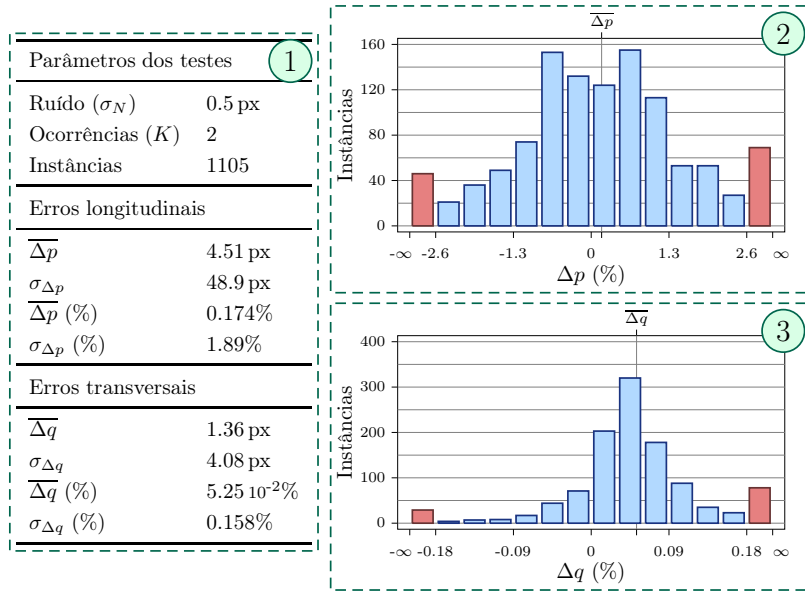 Parâmetros dos testes
1
Ruído (σ_N) 0.5 px
Ocorrências (K) 2
Instâncias 1105
Erros longitudinais
Δp̅ 4.51 px
σ_Δp 48.9 px
Δp̅ (%) 0.174%
σ_Δp (%) 1.89%
Erros transversais
Δq̅ 1.36 px
σ_Δq 4.08 px
Δq̅ (%) 5.25 10^-2%
σ_Δq (%) 0.158%
Δp̅
2
160
120
80
40
0
Instâncias
-∞ -2.6 -1.3 0 1.3 2.6 ∞
Δp (%)
Δq̅
3
400
300
200
100
0
Instâncias
-∞ -0.18 -0.09 0 0.09 0.18 ∞
Δq (%)